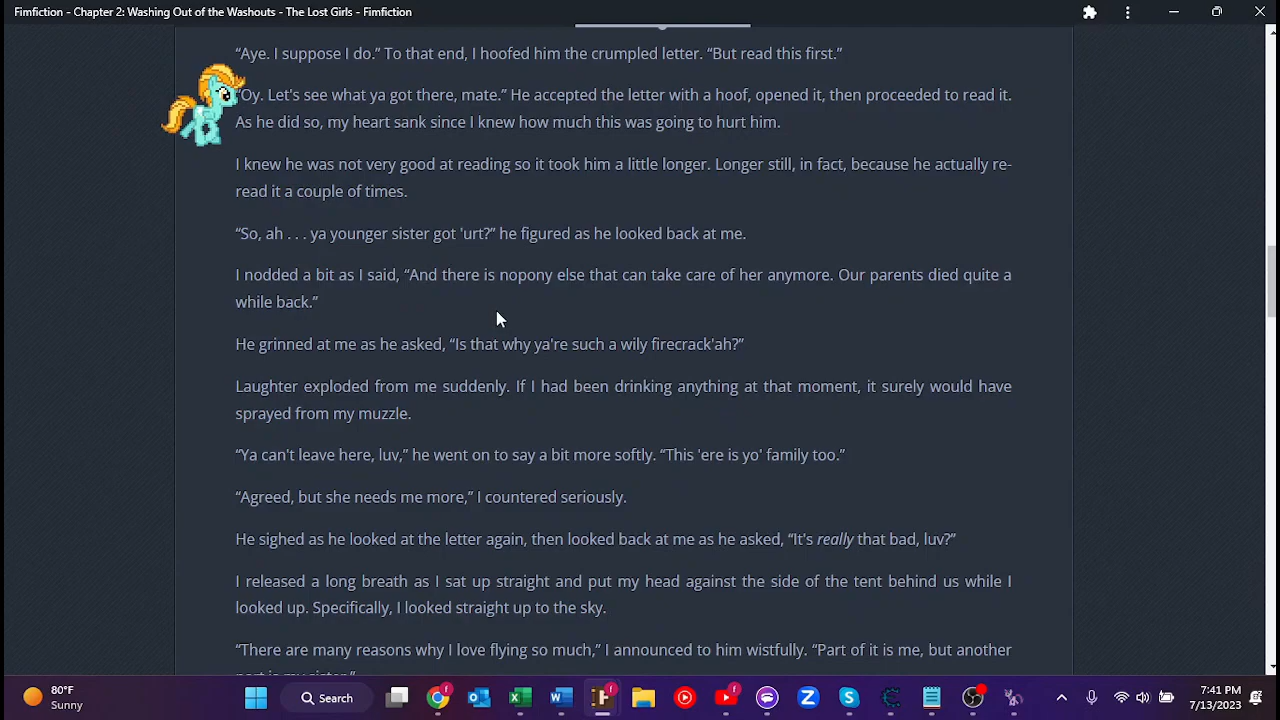 Fimfiction - Chapter 2: Washing Out of the Washouts - The Lost Girls - Fimfiction
“Aye. I suppose I do.” To that end, I hoofed him the crumpled letter. “But read this first.”
“Oy. Let's see what ya got there, mate.” He accepted the letter with a hoof, opened it, then proceeded to read it.
As he did so, my heart sank since I knew how much this was going to hurt him.
I knew he was not very good at reading so it took him a little longer. Longer still, in fact, because he actually re-
read it a couple of times.
“So, ah . . . ya younger sister got 'urt?” he figured as he looked back at me.
I nodded a bit as I said, “And there is nopony else that can take care of her anymore. Our parents died quite a
while back.”
He grinned at me as he asked, “Is that why ya're such a wily firecrack'ah?”
Laughter exploded from me suddenly. If I had been drinking anything at that moment, it surely would have
sprayed from my muzzle.
“Ya can't leave here, luv,” he went on to say a bit more softly. “This 'ere is yo' family too.”
“Agreed, but she needs me more,” I countered seriously.
He sighed as he looked at the letter again, then looked back at me as he asked, “It's really that bad, luv?”
I released a long breath as I sat up straight and put my head against the side of the tent behind us while I
looked up. Specifically, I looked straight up to the sky.
“There are many reasons why I love flying so much,” I announced to him wistfully. “Part of it is me, but another
part is my sister.”
80°F
Sunny
Search
7:41 PM
7/13/2023